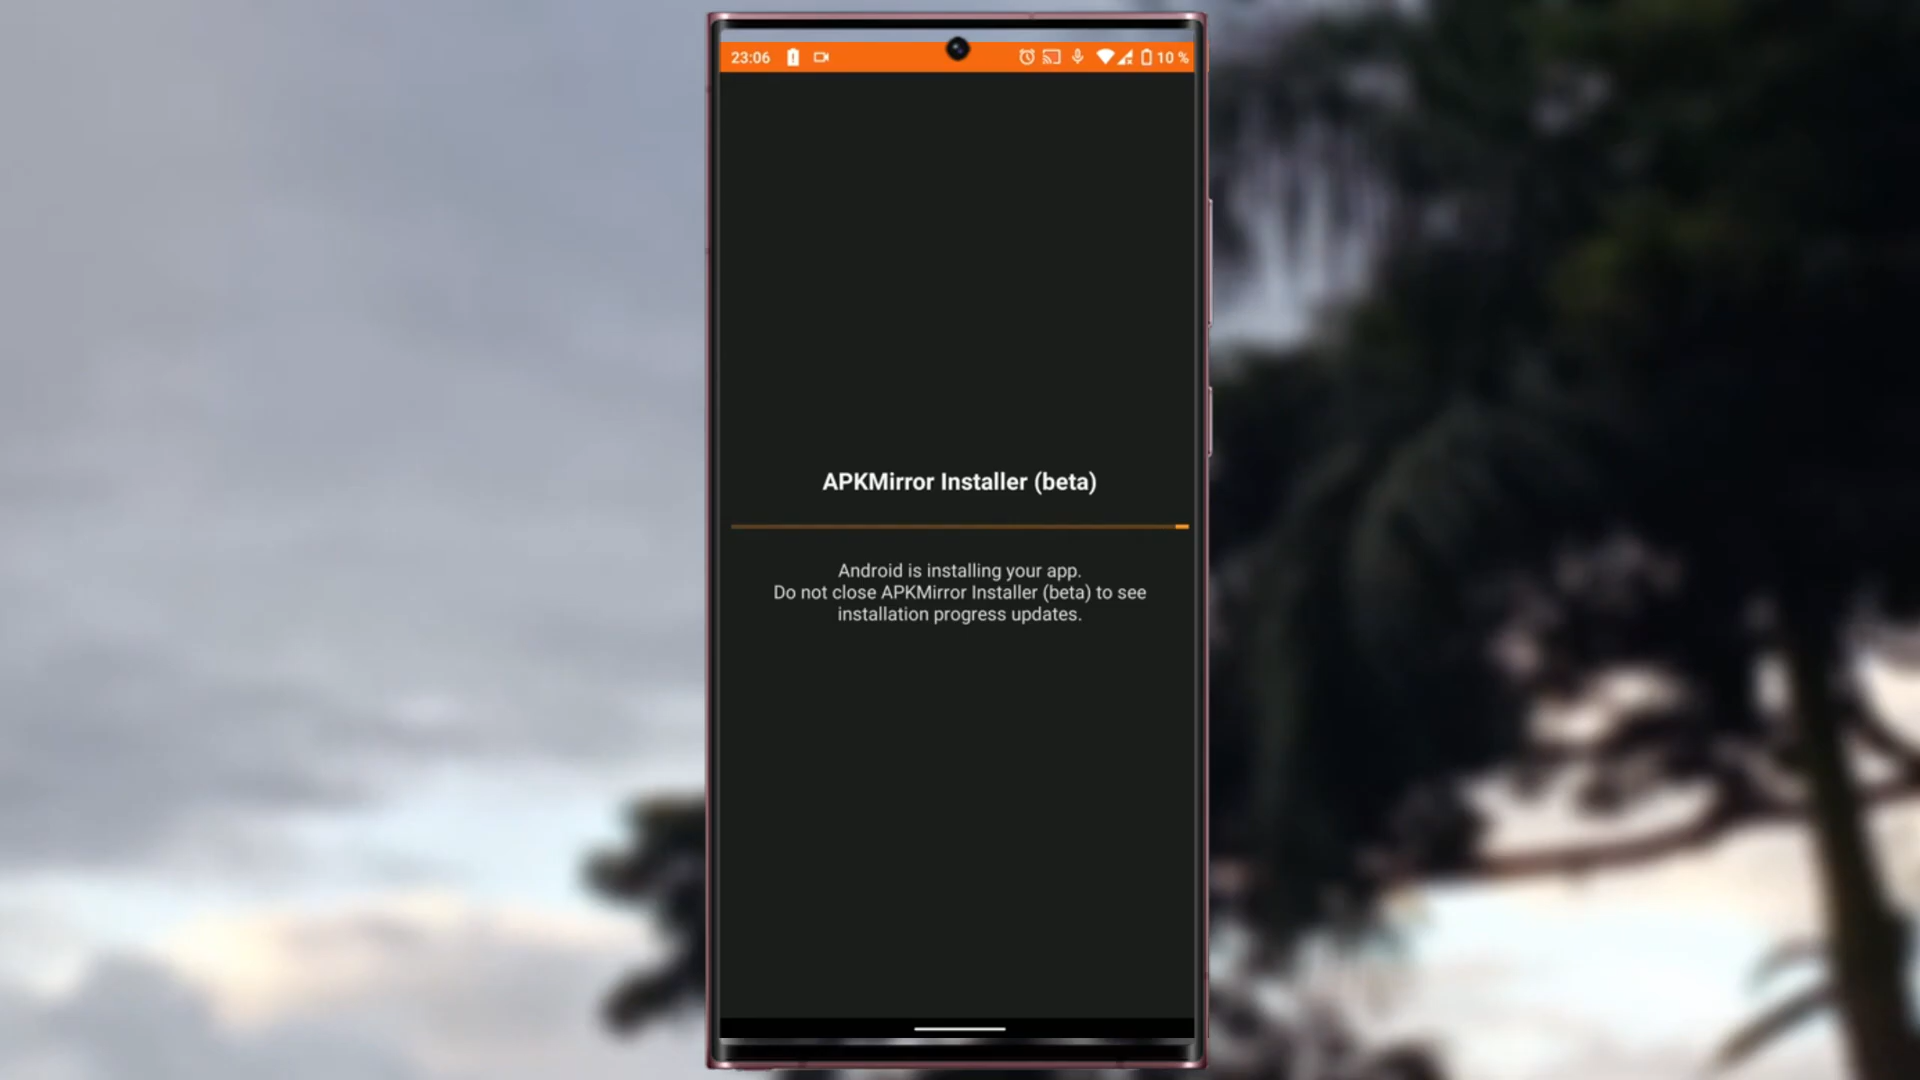 23:06
10 %
APKMirror Installer (beta)
Android is installing your app.
Do not close APKMirror Installer (beta) to see
installation progress updates.